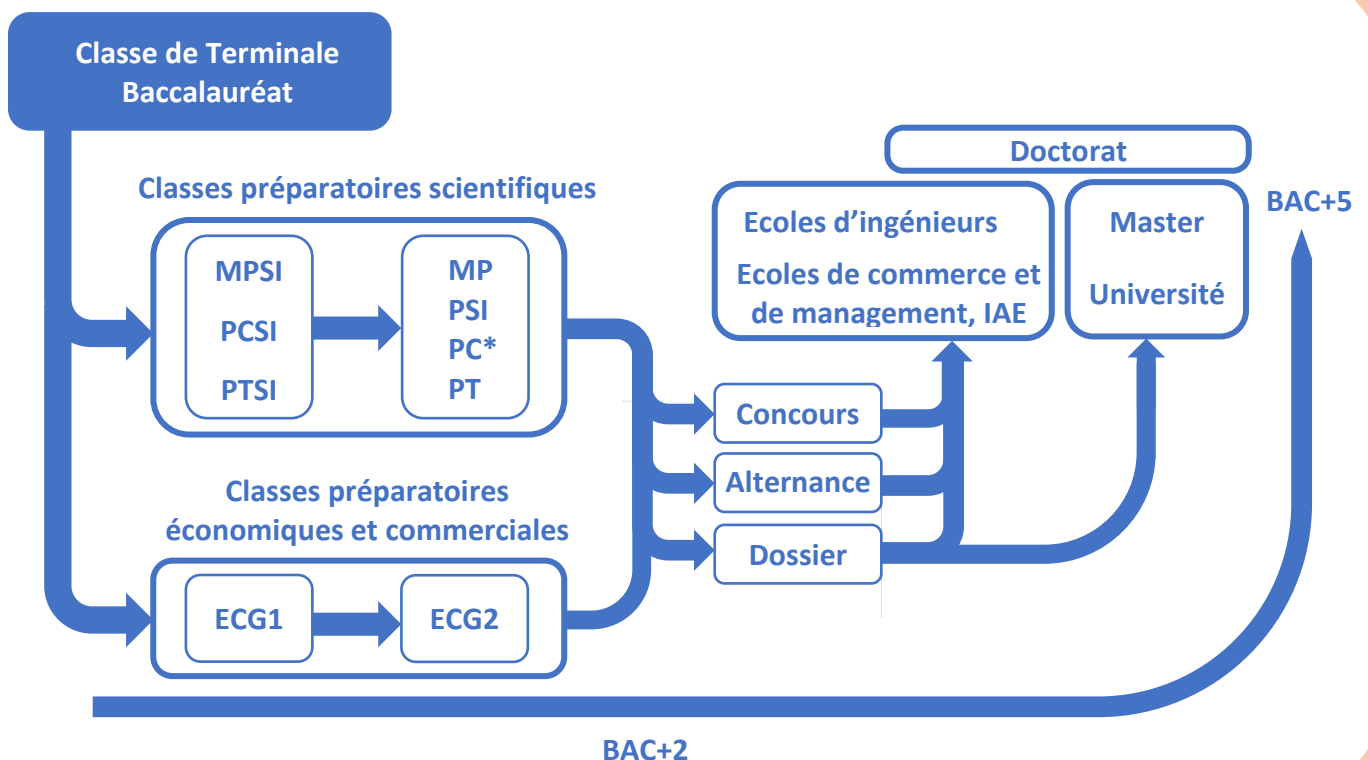 Classe de Terminale
Baccalauréat
Classes préparatoires scientifiques
MPSI
PCSI
PTSI
MP
PSI
PC*
PT
Classes préparatoires
économiques et commerciales
ECG1
ECG2
Concours
Alternance
Dossier
Doctorat
Ecoles d'ingénieurs
Ecoles de commerce et
de management, IAE
Master
Université
BAC+5
BAC+2